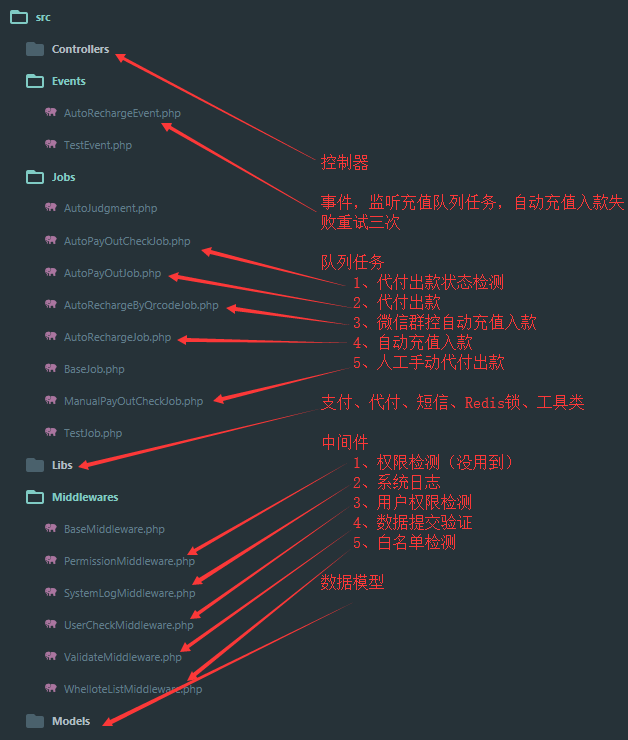 src
Controllers
Events
AutoRechargeEvent.php
TestEvent.php
Jobs
AutoJudgment.php
AutoPayOutCheckJob.php
AutoPayOutJob.php
AutoRechargeByQrcodeJob.php
AutoRechargeJob.php
BaseJob.php
ManualPayOutCheckJob.php
TestJob.php
Libs
Middlewares
BaseMiddleware.php
PermissionMiddleware.php
SystemLogMiddleware.php
UserCheckMiddleware.php
ValidateMiddleware.php
WhelloteListMiddleware.php
Models
控制器
事件，监听充值队列任务，自动充值入款失
败重试三次
队列任务
1、代付出款状态检测
2、代付出款
3、微信群控自动充值入款
4、自动充值入款
5、人工手动代付出款
支付、代付、短信、Redis锁、工具类
中间件
1、权限检测（没用到）
2、系统日志
3、用户权限检测
4、数据提交验证
5、白名单检测
数据模型